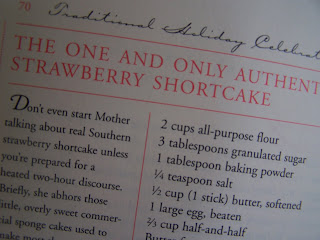 70 Traditional Holiday Celebrat
THE ONE AND ONLY AUTHENT
STRAWBERRY SHORTCAKE
Don't even start Mother
talking about real Southern
strawberry shortcake unless
you're prepared for a
heated two-hour discourse.
Briefly, she abhors those
little, overly sweet commer-
cial sponge cakes used to
make most
2 cups all-purpose flour
3 tablespoons granulated sugar
1 tablespoon baking powder
¼ teaspoon salt
½ cup (1 stick) butter, softened
1 large egg, beaten
⅔ cup half-and-half
Butter